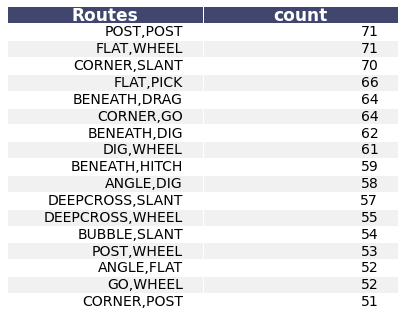 Routes count
POST,POST 71
FLAT,WHEEL 71
CORNER,SLANT 70
FLAT,PICK 66
BENEATH,DRAG 64
CORNER,GO 64
BENEATH,DIG 62
DIG,WHEEL 61
BENEATH,HITCH 59
ANGLE,DIG 58
DEEPCROSS,SLANT 57
DEEPCROSS,WHEEL 55
BUBBLE,SLANT 54
POST,WHEEL 53
ANGLE,FLAT 52
GO,WHEEL 52
CORNER,POST 51